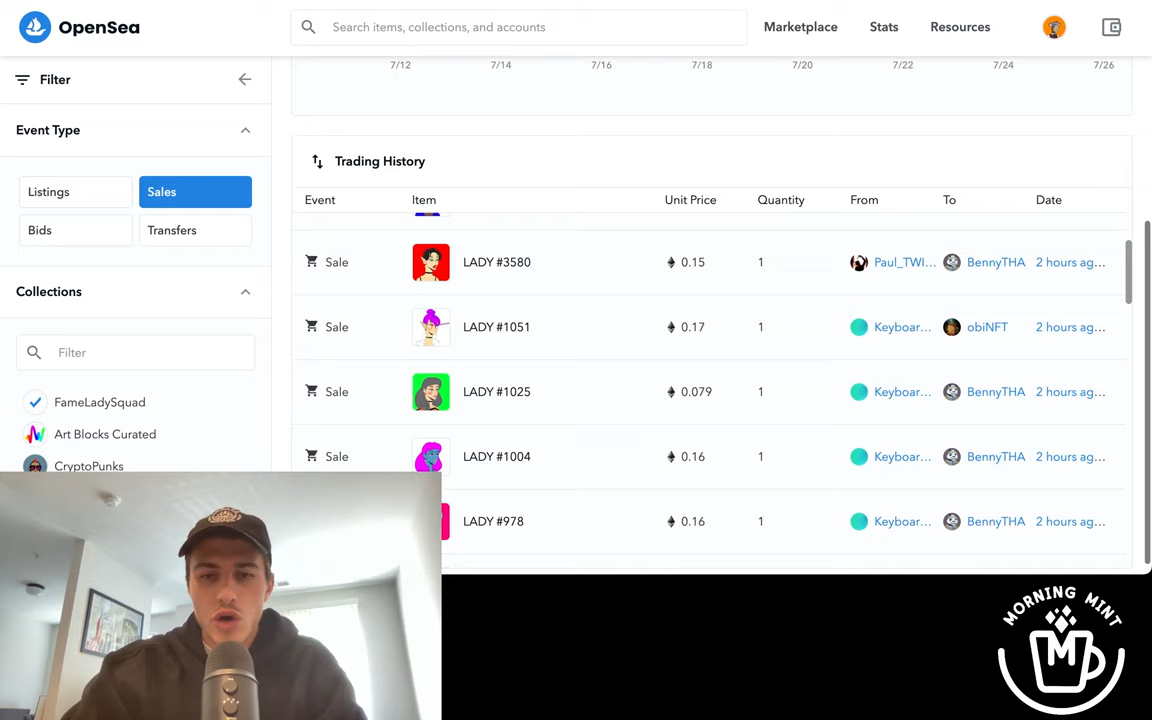 OpenSea
Search items, collections, and accounts
Marketplace
Stats
Resources
Filter
Event Type
Listings
Sales
Bids
Transfers
Collections
Filter
FameLadySquad
Art Blocks Curated
CryptoPunks
7/12 7/14 7/16 7/18 7/20 7/22 7/24 7/26
Trading History
Event Item Unit Price Quantity From To Date
Sale LADY #3580 0.15 1 Paul_TWI... BennyTHA 2 hours ag...
Sale LADY #1051 0.17 1 Keyboar... obiNFT 2 hours ag...
Sale LADY #1025 0.079 1 Keyboar... BennyTHA 2 hours ag...
Sale LADY #1004 0.16 1 Keyboar... BennyTHA 2 hours ag...
LADY #978 0.16 1 Keyboar... BennyTHA 2 hours ag...
MORNING MINT
M